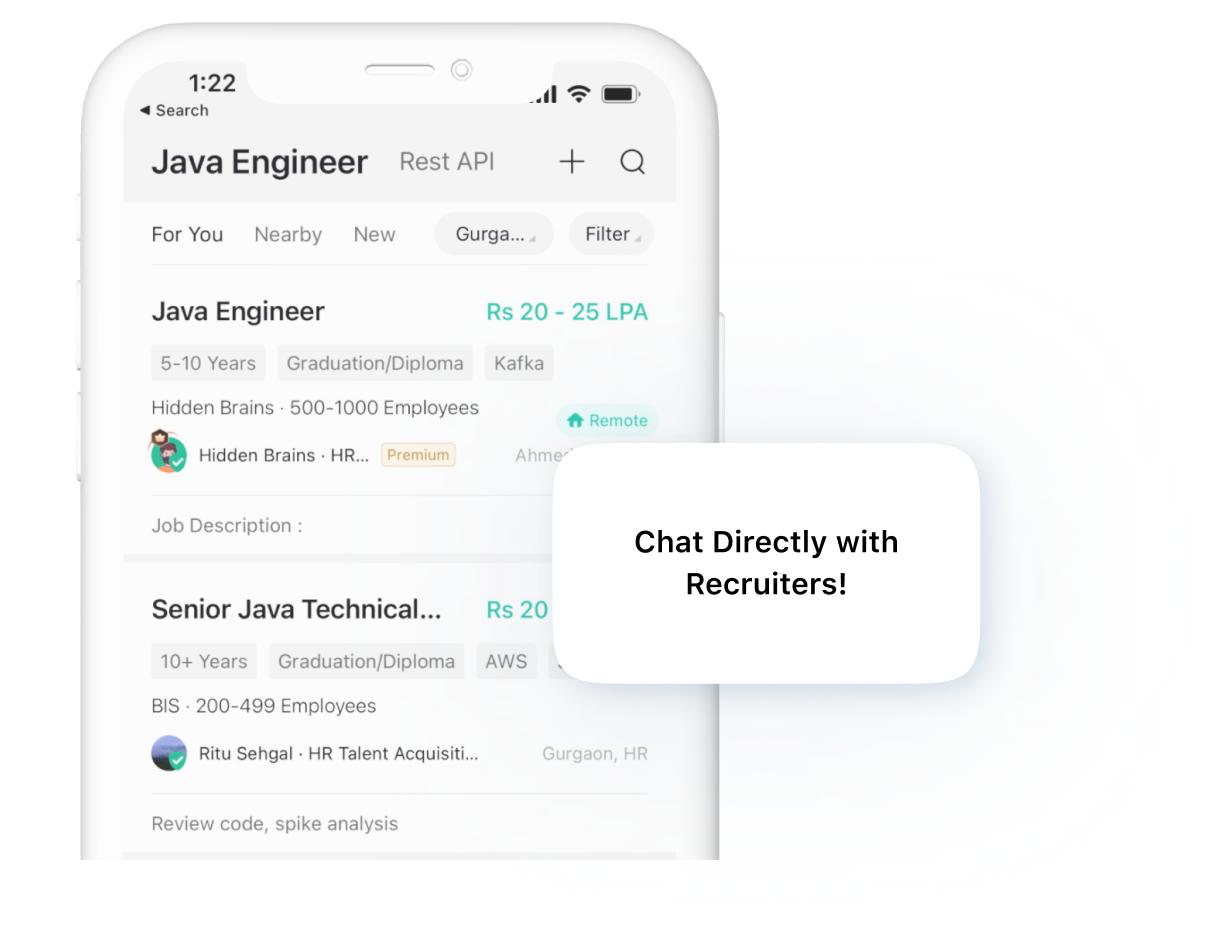 1:22
◀ Search
Java Engineer Rest API
For You Nearby New Gurga... Filter
Java Engineer Rs 20 - 25 LPA
5-10 Years Graduation/Diploma Kafka
Hidden Brains · 500-1000 Employees
Remote
Hidden Brains · HR... Premium
Job Description :
Chat Directly with
Recruiters!
Senior Java Technical... Rs 20
10+ Years Graduation/Diploma AWS
BIS · 200-499 Employees
Ritu Sehgal · HR Talent Acquisiti... Gurgaon, HR
Review code, spike analysis